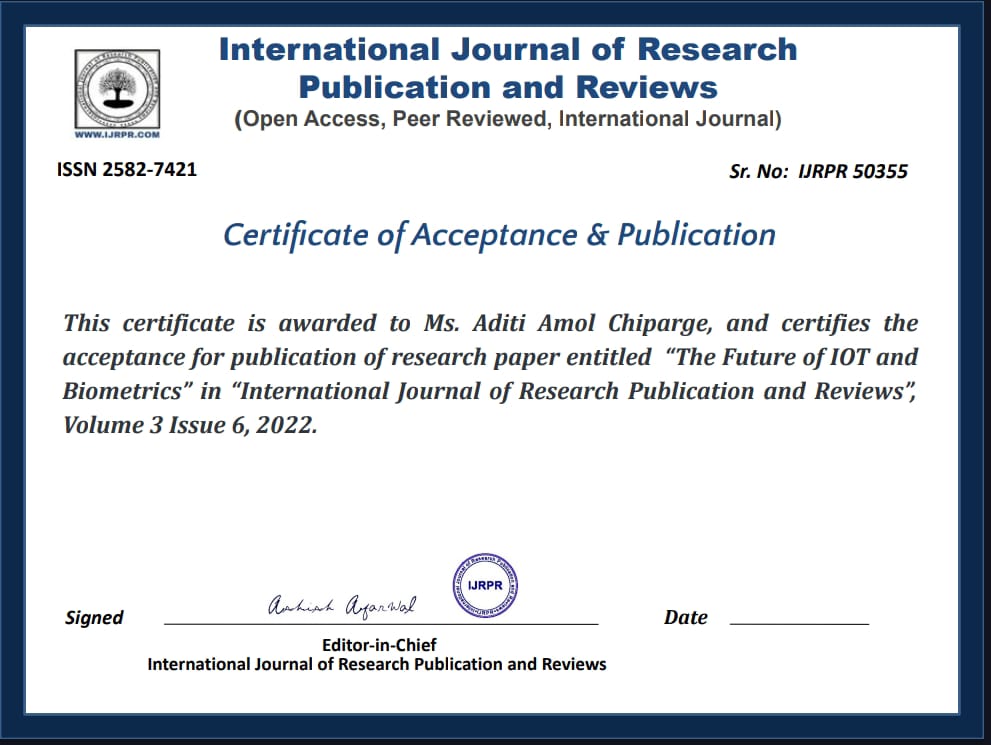 International Journal of Research
Publication and Reviews
(Open Access, Peer Reviewed, International Journal)
WWW.IJRPR.COM
ISSN 2582-7421
Sr. No: IJRPR 50355
Certificate of Acceptance & Publication
This certificate is awarded to Ms. Aditi Amol Chiparge, and certifies the
acceptance for publication of research paper entitled “The Future of IOT and
Biometrics” in “International Journal of Research Publication and Reviews”,
Volume 3 Issue 6, 2022.
IJRPR
Ashish Agarwal
Signed
Date
Editor-in-Chief
International Journal of Research Publication and Reviews